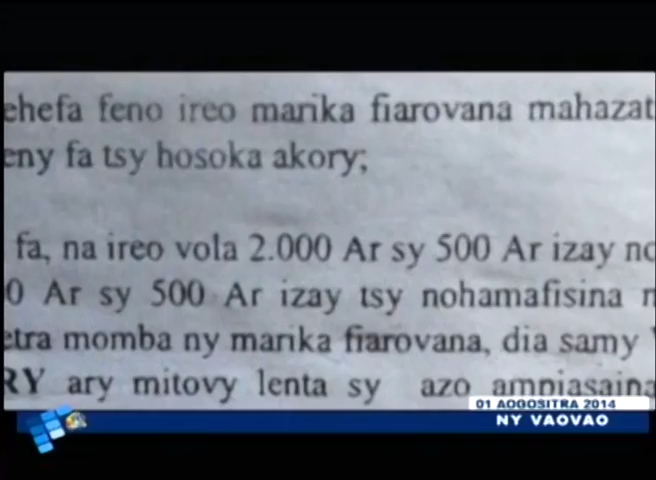 ehefa feno ireo marika fiarovana mahazat
eny fa tsy hosoka akory;
fa, na ireo vola 2.000 Ar sy 500 Ar izay no
0 Ar sy 500 Ar izay tsy nohamafisina
etra momba ny marika fiarovana, dia samy
RY ary mitovy lenta sy azo ampiasaina
01 AOGOSITRA 2014
NY VAOVAO